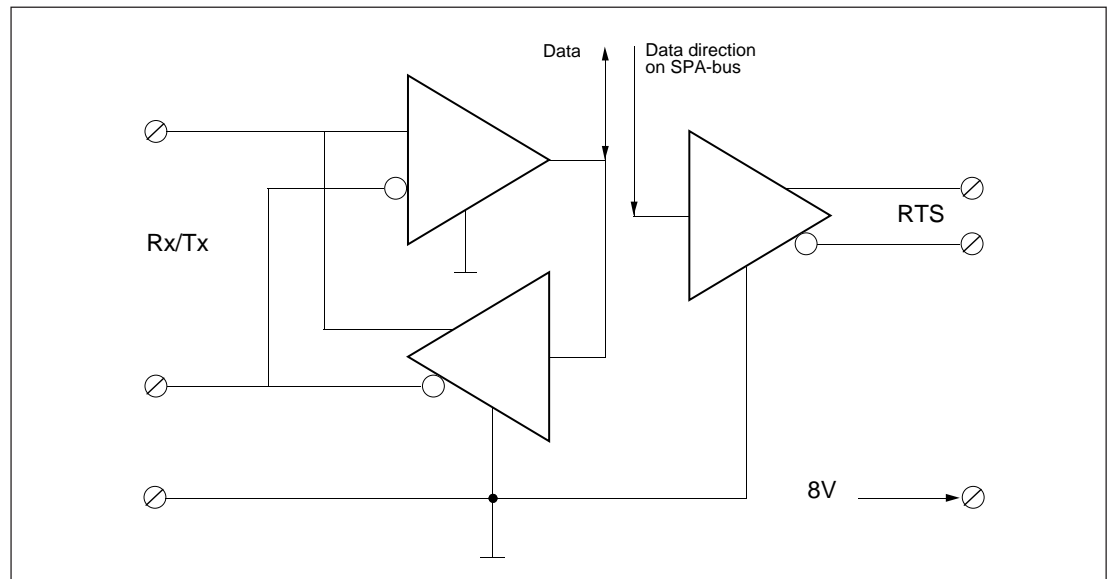 Data
Data direction
on SPA-bus
RTS
Rx/Tx
8V